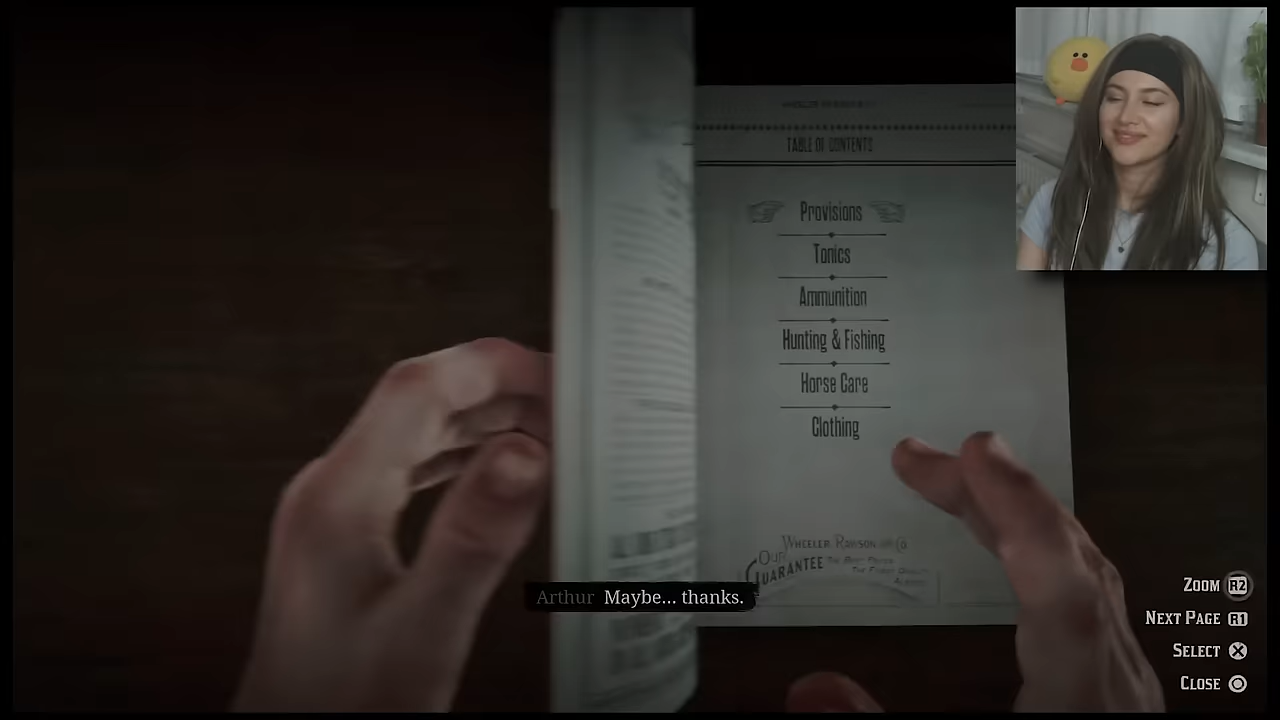 TABLE OF CONTENTS
Provisions
Tonics
Ammunition
Hunting & Fishing
Horse Care
Clothing
WHEELER, RAWSON
OUR
GUARANTEE
Arthur Maybe... thanks.
ZOOM R2
NEXT PAGE R1
SELECT
CLOSE